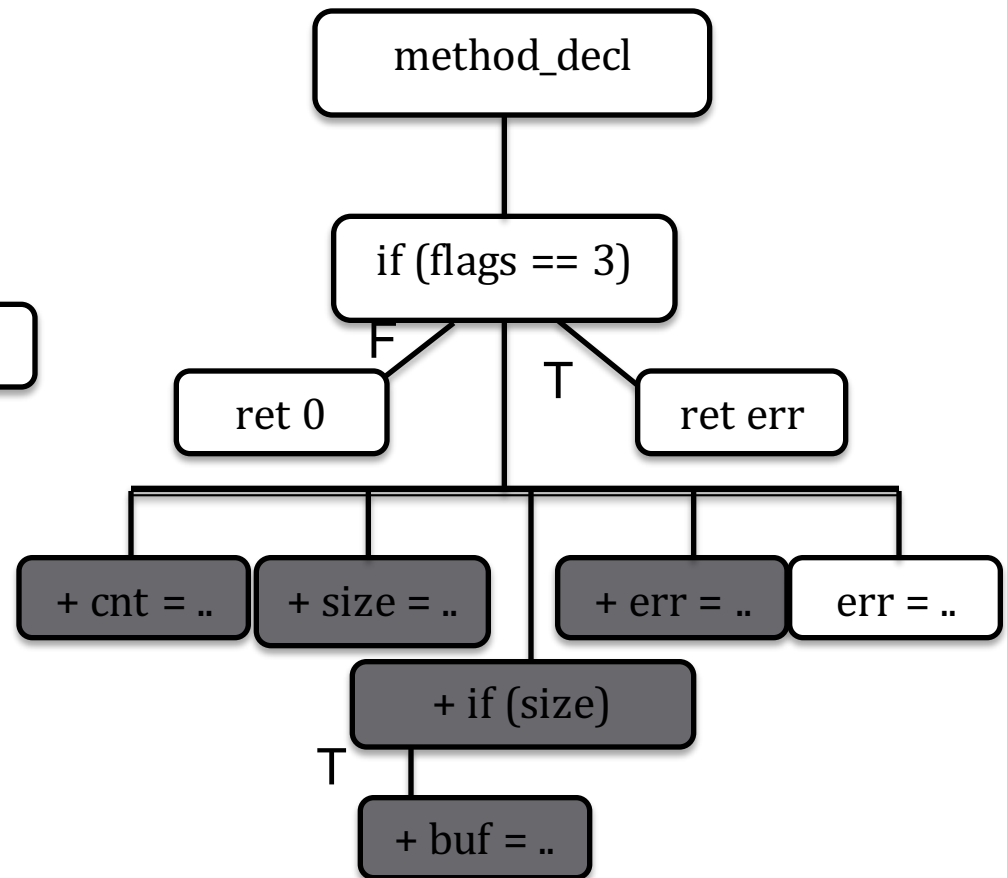 method_decl
if (flags == 3)
F
T
ret 0
ret err
+ cnt = ..
+ size = ..
+ err = ..
err = ..
+ if (size)
T
+ buf = ..